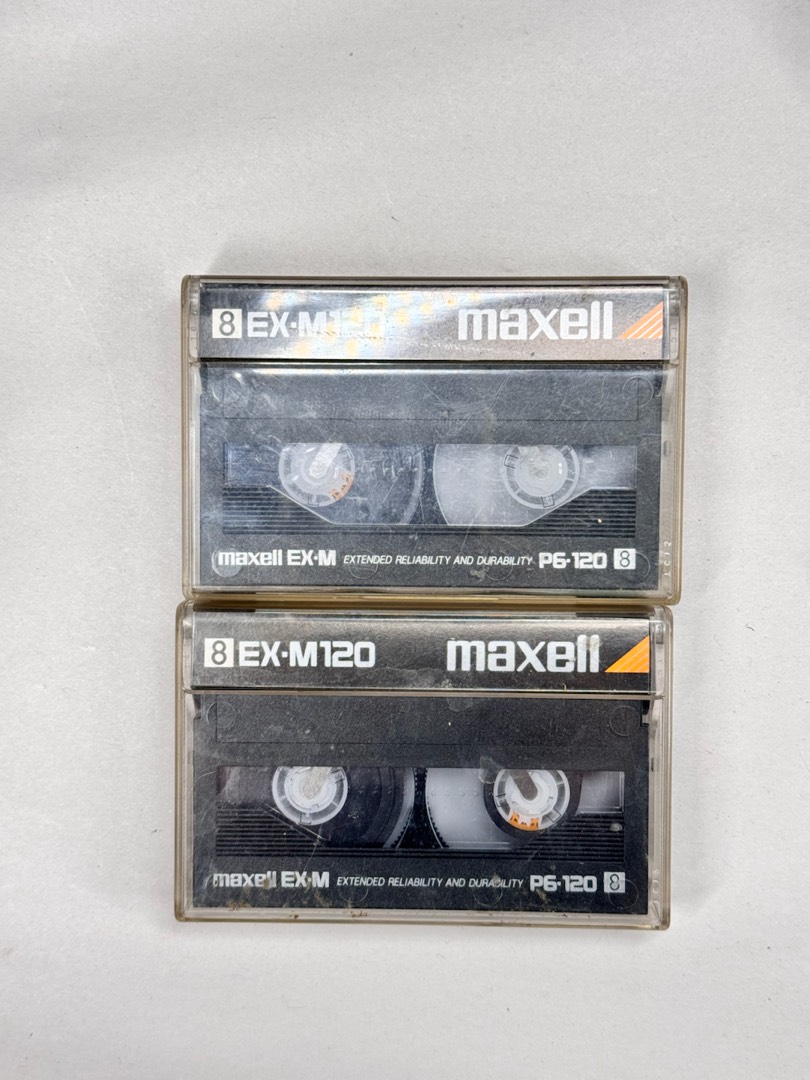 8 EX-M120 maxell
maxell EX-M EXTENDED RELIABILITY AND DURABILITY P6-120 8
8 EX-M120 maxell
maxell EX-M EXTENDED RELIABILITY AND DURABILITY P6-120 8